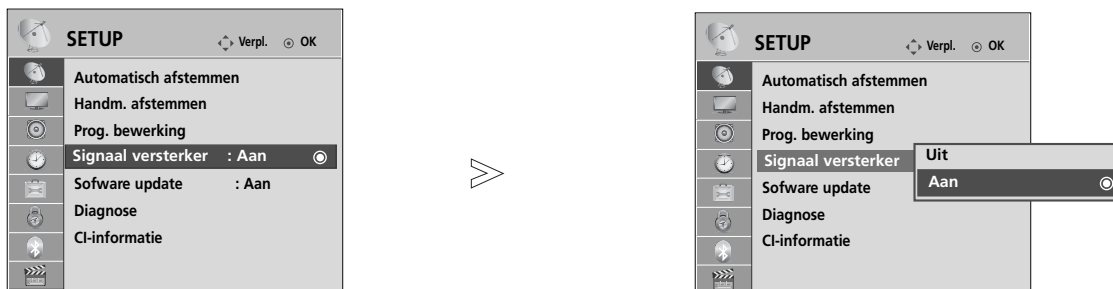 SETUP Verpl. OK
Automatisch afstemmen
Handm. afstemmen
Prog. bewerking
Signaal versterker : Aan
Sofware update : Aan
Diagnose
CI-informatie
SETUP Verpl. OK
Automatisch afstemmen
Handm. afstemmen
Prog. bewerking
Signaal versterker
Uit
Aan
Sofware update
Diagnose
CI-informatie